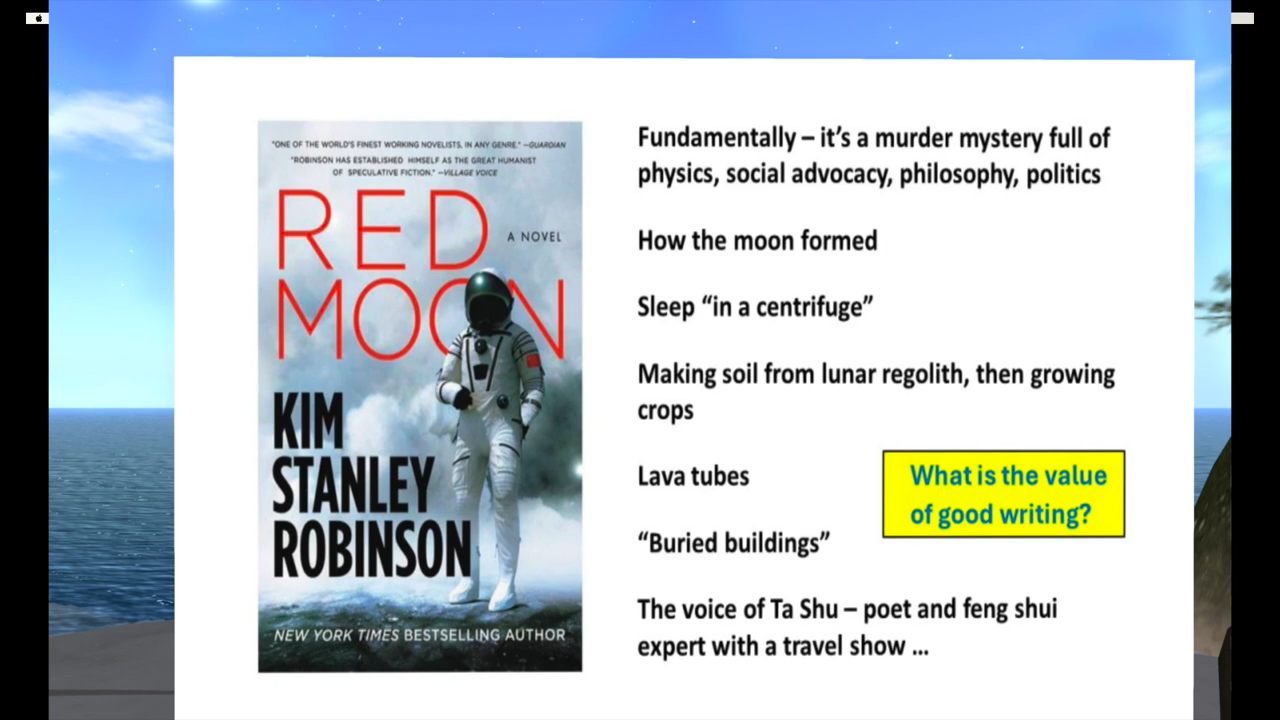 "ONE OF THE WORLD'S FINEST WORKING NOVELISTS, IN ANY GENRE." —GUARDIAN
"ROBINSON HAS ESTABLISHED HIMSELF AS THE GREAT HUMANIST
OF SPECULATIVE FICTION." —VILLAGE VOICE
RED
A NOVEL
MOON
KIM
STANLEY
ROBINSON
NEW YORK TIMES BESTSELLING AUTHOR
Fundamentally – it's a murder mystery full of
physics, social advocacy, philosophy, politics
How the moon formed
Sleep "in a centrifuge"
Making soil from lunar regolith, then growing
crops
Lava tubes
What is the value
of good writing?
"Buried buildings"
The voice of Ta Shu – poet and feng shui
expert with a travel show ...